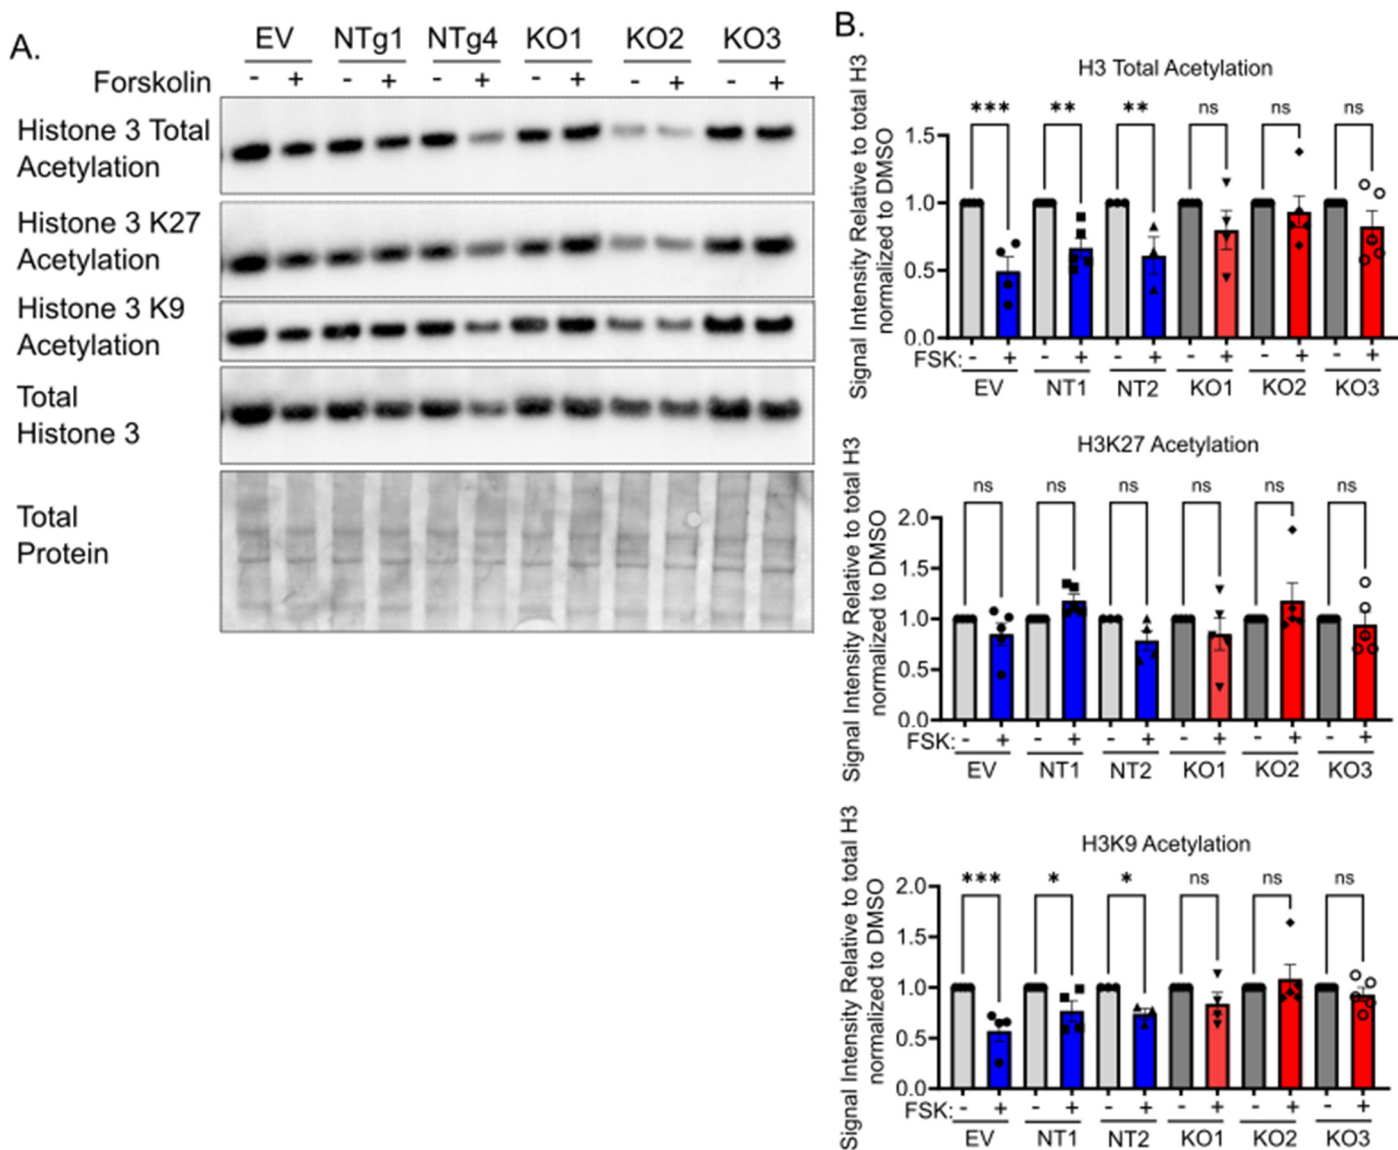 A.
EV NTg1 NTg4 KO1 KO2 KO3
Forskolin - + - + - + - + - + - +
Histone 3 Total
Acetylation
Histone 3 K27
Acetylation
Histone 3 K9
Acetylation
Total
Histone 3
Total
Protein
B.
H3 Total Acetylation
Signal Intensity Relative to total H3
normalized to DMSO
*** ** ** ns ns ns
1.5
1.0
0.5
0.0
FSK: - + - + - + - + - + - +
EV NT1 NT2 KO1 KO2 KO3
H3K27 Acetylation
Signal Intensity Relative to total H3
normalized to DMSO
ns ns ns ns ns ns
2.0
1.5
1.0
0.5
0.0
FSK: - + - + - + - + - + - +
EV NT1 NT2 KO1 KO2 KO3
H3K9 Acetylation
Signal Intensity Relative to total H3
normalized to DMSO
*** * * ns ns ns
2.0
1.5
1.0
0.5
0.0
FSK: - + - + - + - + - + - +
EV NT1 NT2 KO1 KO2 KO3